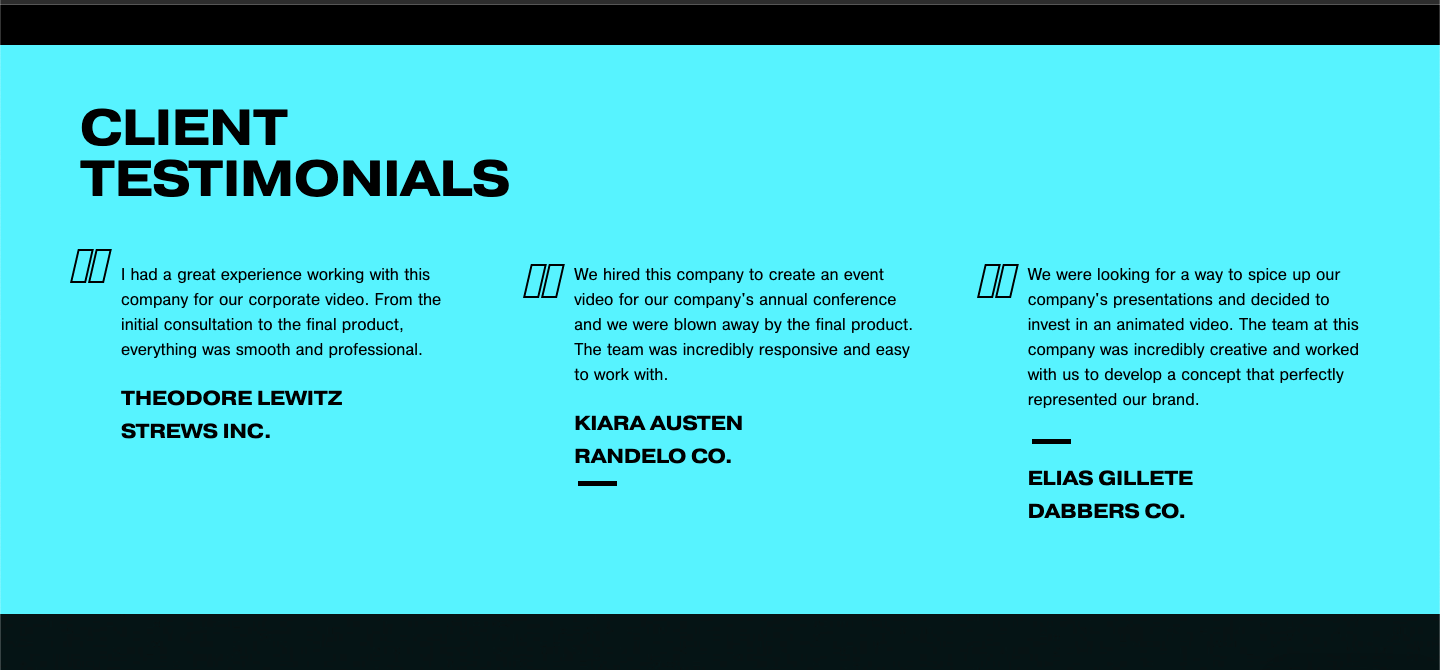 CLIENT
TESTIMONIALS
I had a great experience working with this
company for our corporate video. From the
initial consultation to the final product,
everything was smooth and professional.
THEODORE LEWITZ
STREWS INC.
We hired this company to create an event
video for our company's annual conference
and we were blown away by the final product.
The team was incredibly responsive and easy
to work with.
KIARA AUSTEN
RANDELO CO.
We were looking for a way to spice up our
company's presentations and decided to
invest in an animated video. The team at this
company was incredibly creative and worked
with us to develop a concept that perfectly
represented our brand.
ELIAS GILLETE
DABBERS CO.